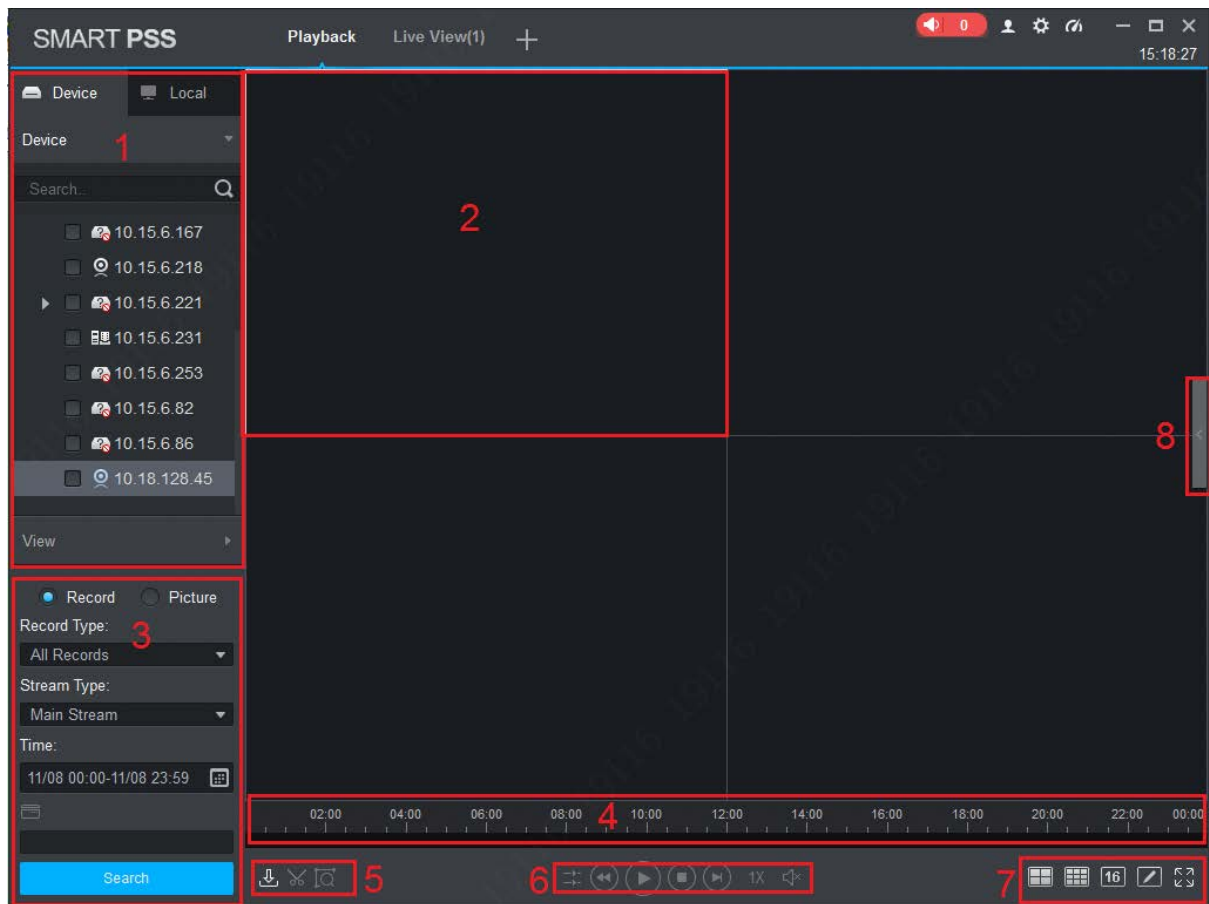 SMART PSS
Playback
Live View(1)
0
15:18:27
Device
Local
Device
1
Search..
10.15.6.167
10.15.6.218
10.15.6.221
10.15.6.231
10.15.6.253
10.15.6.82
10.15.6.86
10.18.128.45
View
2
8
Record
Picture
Record Type:
3
All Records
Stream Type:
Main Stream
Time:
11/08 00:00-11/08 23:59
Search
02:00 04:00 06:00 08:00 10:00 12:00 14:00 16:00 18:00 20:00 22:00 00:00
4
5
6
1X
7
16